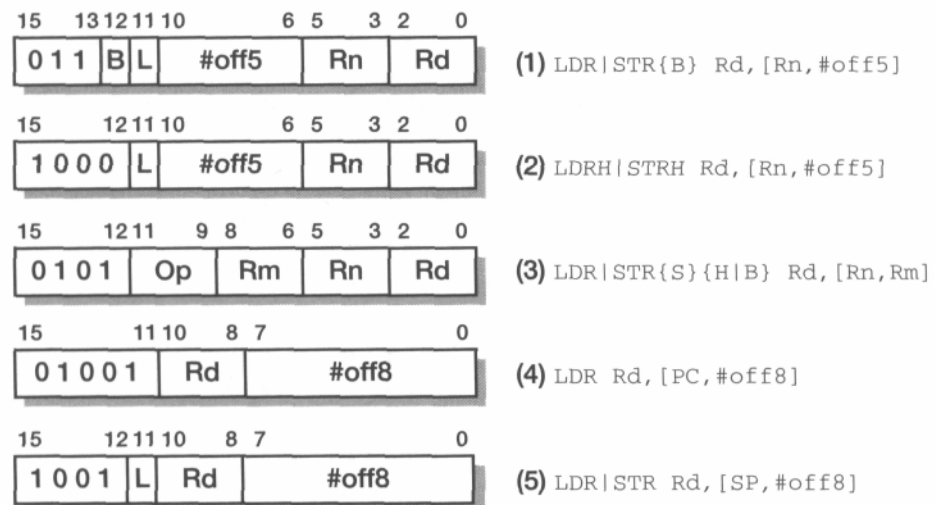 15 13 12 11 10 6 5 3 2 0
0 1 1 B L #off5 Rn Rd (1) LDR|STR{B} Rd,[Rn,#off5]
15 12 11 10 6 5 3 2 0
1 0 0 0 L #off5 Rn Rd (2) LDRH|STRH Rd,[Rn,#off5]
15 12 11 9 8 6 5 3 2 0
0 1 0 1 Op Rm Rn Rd (3) LDR|STR{S}{H|B} Rd,[Rn,Rm]
15 11 10 8 7 0
0 1 0 0 1 Rd #off8 (4) LDR Rd,[PC,#off8]
15 12 11 10 8 7 0
1 0 0 1 L Rd #off8 (5) LDR|STR Rd,[SP,#off8]